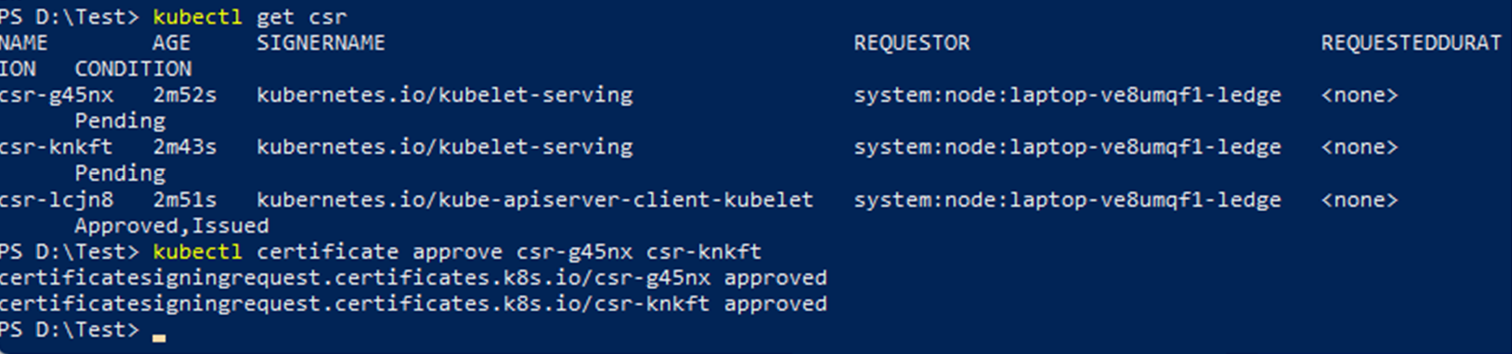 PS D:\Test> kubectl get csr
NAME AGE SIGNERNAME REQUESTOR REQUESTEDDURAT
ION CONDITION
csr-g45nx 2m52s kubernetes.io/kubelet-serving system:node:laptop-ve8umqf1-ledge <none>
Pending
csr-knkft 2m43s kubernetes.io/kubelet-serving system:node:laptop-ve8umqf1-ledge <none>
Pending
csr-lcjn8 2m51s kubernetes.io/kube-apiserver-client-kubelet system:node:laptop-ve8umqf1-ledge <none>
Approved,Issued
PS D:\Test> kubectl certificate approve csr-g45nx csr-knkft
certificatesigningrequest.certificates.k8s.io/csr-g45nx approved
certificatesigningrequest.certificates.k8s.io/csr-knkft approved
PS D:\Test>